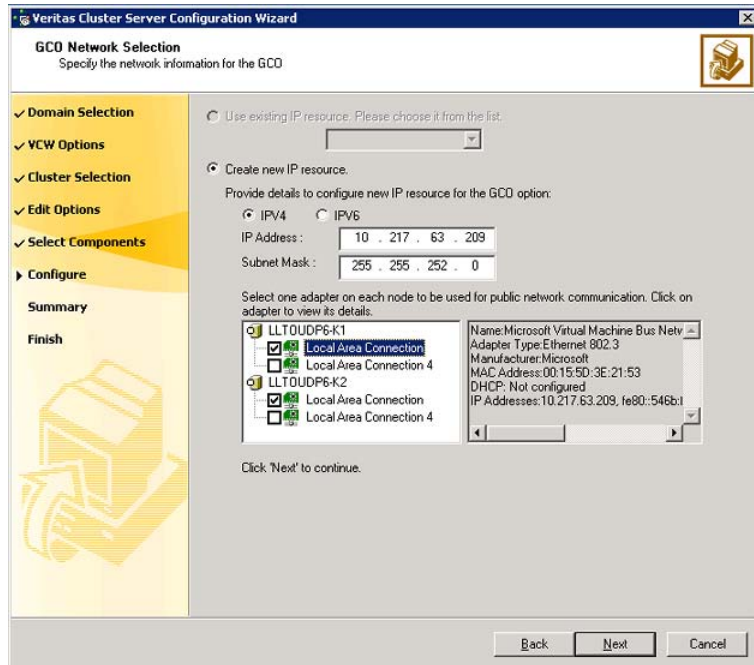 Veritas Cluster Server Configuration Wizard
GCO Network Selection
Specify the network information for the GCO
Domain Selection
VCW Options
Cluster Selection
Edit Options
Select Components
Configure
Summary
Finish
Use existing IP resource. Please choose it from the list.
Create new IP resource.
Provide details to configure new IP resource for the GCO option:
IPV4 IPV6
IP Address : 10 . 217 . 63 . 209
Subnet Mask : 255 . 255 . 252 . 0
Select one adapter on each node to be used for public network communication. Click on
adapter to view its details.
LLTOUDP6-K1
Local Area Connection
Local Area Connection 4
LLTOUDP6-K2
Local Area Connection
Local Area Connection 4
Name:Microsoft Virtual Machine Bus Netw
Adapter Type:Ethernet 802.3
Manufacturer:Microsoft
MAC Address:00:15:5D:3E:21:53
DHCP: Not configured
IP Addresses:10.217.63.209, fe80::546b:
Click 'Next' to continue.
Back Next Cancel